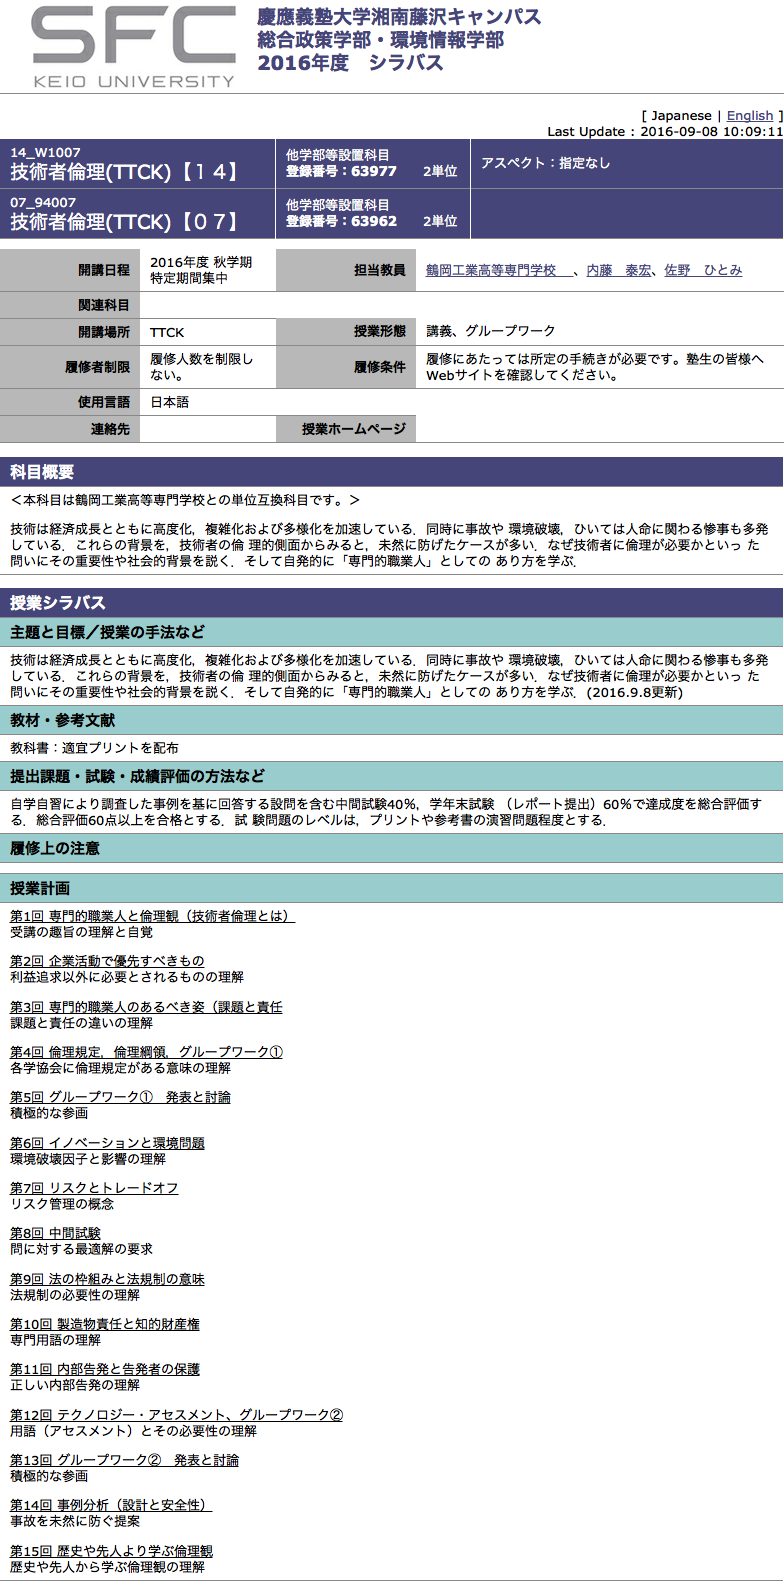 SFC
KEIO UNIVERSITY
慶應義塾大学湘南藤沢キャンパス
総合政策学部・環境情報学部
2016年度　シラバス
[ Japanese | English ]
Last Update : 2016-09-08 10:09:11
14_W1007
技術者倫理(TTCK)【１４】
他学部等設置科目
登録番号：63977 2単位
アスペクト：指定なし
07_94007
技術者倫理(TTCK)【０７】
他学部等設置科目
登録番号：63962 2単位
開講日程
2016年度 秋学期
特定期間集中
担当教員
鶴岡工業高等専門学校　、内藤　泰宏、佐野　ひとみ
関連科目
開講場所
TTCK
授業形態
講義、グループワーク
履修者制限
履修人数を制限し
ない。
履修条件
履修にあたっては所定の手続きが必要です。塾生の皆様へ
Webサイトを確認してください。
使用言語
日本語
連絡先
授業ホームページ
科目概要
＜本科目は鶴岡工業高等専門学校との単位互換科目です。＞
技術は経済成長とともに高度化，複雑化および多様化を加速している．同時に事故や 環境破壊，ひいては人命に関わる惨事も多発
している．これらの背景を，技術者の倫 理的側面からみると，未然に防げたケースが多い．なぜ技術者に倫理が必要かといっ た
問いにその重要性や社会的背景を説く．そして自発的に「専門的職業人」としての あり方を学ぶ．
授業シラバス
主題と目標／授業の手法など
技術は経済成長とともに高度化，複雑化および多様化を加速している．同時に事故や 環境破壊，ひいては人命に関わる惨事も多発
している．これらの背景を，技術者の倫 理的側面からみると，未然に防げたケースが多い．なぜ技術者に倫理が必要かといっ た
問いにその重要性や社会的背景を説く．そして自発的に「専門的職業人」としての あり方を学ぶ．(2016.9.8更新)
教材・参考文献
教科書：適宜プリントを配布
提出課題・試験・成績評価の方法など
自学自習により調査した事例を基に回答する設問を含む中間試験40%，学年末試験 （レポート提出）60％で達成度を総合評価す
る．総合評価60点以上を合格とする．試 験問題のレベルは，プリントや参考書の演習問題程度とする．
履修上の注意
授業計画
第1回 専門的職業人と倫理観（技術者倫理とは）
受講の趣旨の理解と自覚
第2回 企業活動で優先すべきもの
利益追求以外に必要とされるものの理解
第3回 専門的職業人のあるべき姿（課題と責任
課題と責任の違いの理解
第4回 倫理規定，倫理綱領，グループワーク①
各学協会に倫理規定がある意味の理解
第5回 グループワーク①　発表と討論
積極的な参画
第6回 イノベーションと環境問題
環境破壊因子と影響の理解
第7回 リスクとトレードオフ
リスク管理の概念
第8回 中間試験
問に対する最適解の要求
第9回 法の枠組みと法規制の意味
法規制の必要性の理解
第10回 製造物責任と知的財産権
専門用語の理解
第11回 内部告発と告発者の保護
正しい内部告発の理解
第12回 テクノロジー・アセスメント、グループワーク②
用語（アセスメント）とその必要性の理解
第13回 グループワーク②　発表と討論
積極的な参画
第14回 事例分析（設計と安全性）
事故を未然に防ぐ提案
第15回 歴史や先人より学ぶ倫理観
歴史や先人から学ぶ倫理観の理解